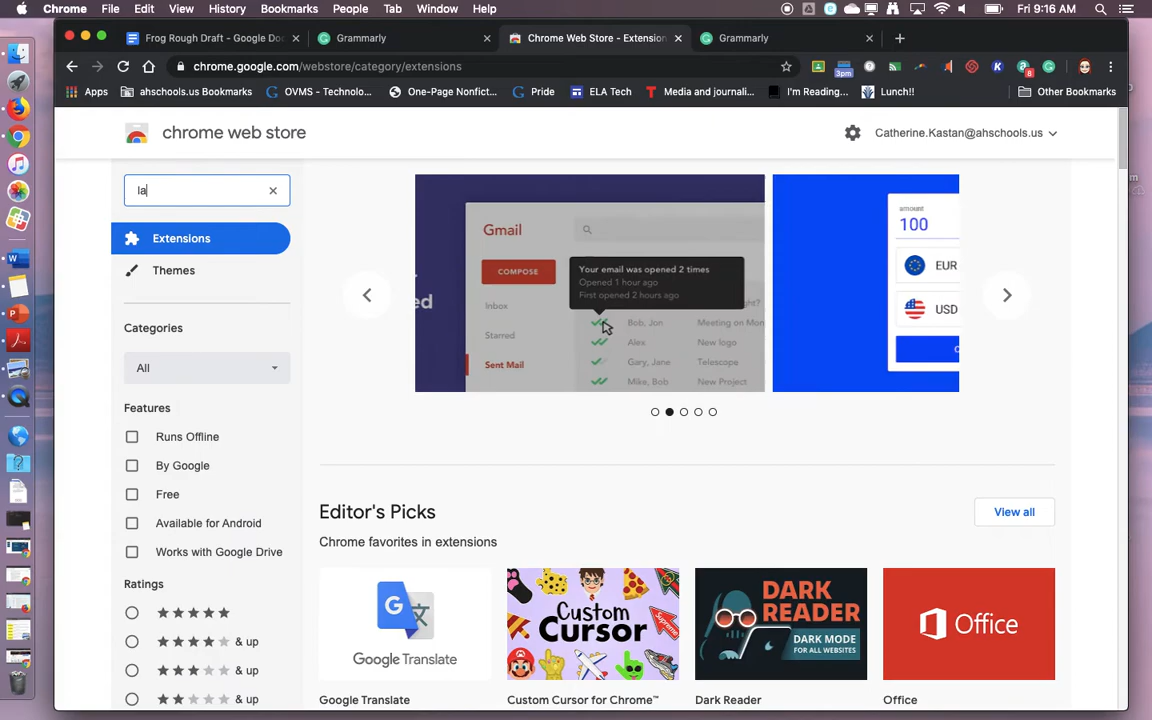 Chrome File Edit View History Bookmarks People Tab Window Help Fri 9:16 AM
Frog Rough Draft - Google Doc × Grammarly × Chrome Web Store - Extension × Grammarly × +
chrome.google.com/webstore/category/extensions 3pm 8
Apps ahschools.us Bookmarks OVMS - Technolo... One-Page Nonfict... Pride ELA Tech Media and journali... I'm Reading... Lunch!! Other Bookmarks
chrome web store Catherine.Kastan@ahschools.us
la
Extensions
Themes
Categories
All
Features
Runs Offline
By Google
Free
Available for Android
Works with Google Drive
Ratings
& up
& up
& up
ed
Gmail
COMPOSE
Inbox
Starred
Sent Mail
Your email was opened 2 times
Opened 1 hour ago
First opened 2 hours ago
Bob, Jon Meeting on Mon
Alex New logo
Gary, Jane Telescope
Mike, Bob New Project
amount
100
EUR
USD
Editor's Picks View all
Chrome favorites in extensions
Google Translate
Custom Cursor
DARK READER
DARK MODE
FOR ALL WEBSITES
Office
Google Translate Custom Cursor for Chrome™ Dark Reader Office